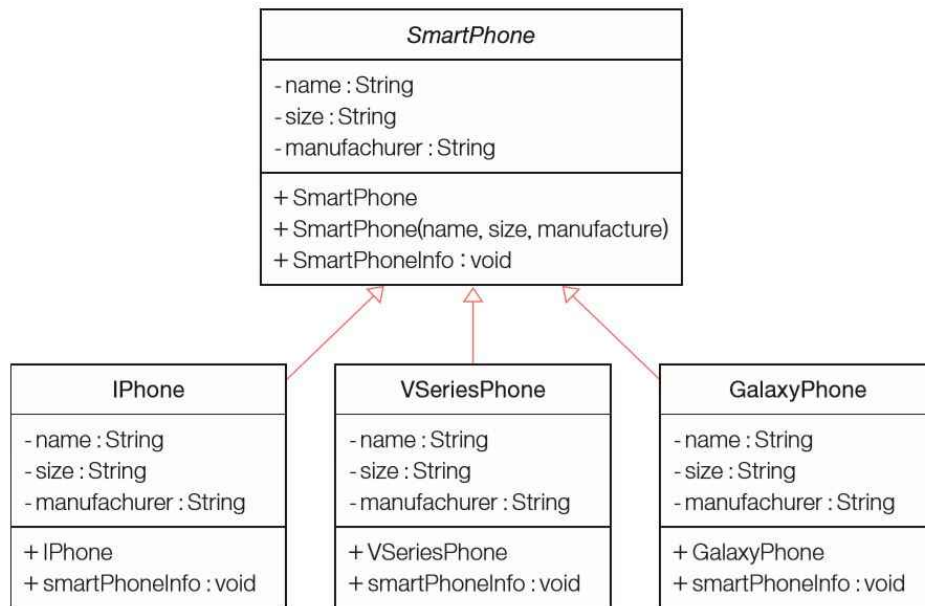 SmartPhone
- name : String
- size : String
- manufachurer : String
+ SmartPhone
+ SmartPhone(name, size, manufacture)
+ SmartPhoneInfo : void
IPhone
- name : String
- size : String
- manufachurer : String
+ IPhone
+ smartPhoneInfo : void
VSeriesPhone
- name : String
- size : String
- manufachurer : String
+ VSeriesPhone
+ smartPhoneInfo : void
GalaxyPhone
- name : String
- size : String
- manufachurer : String
+ GalaxyPhone
+ smartPhoneInfo : void